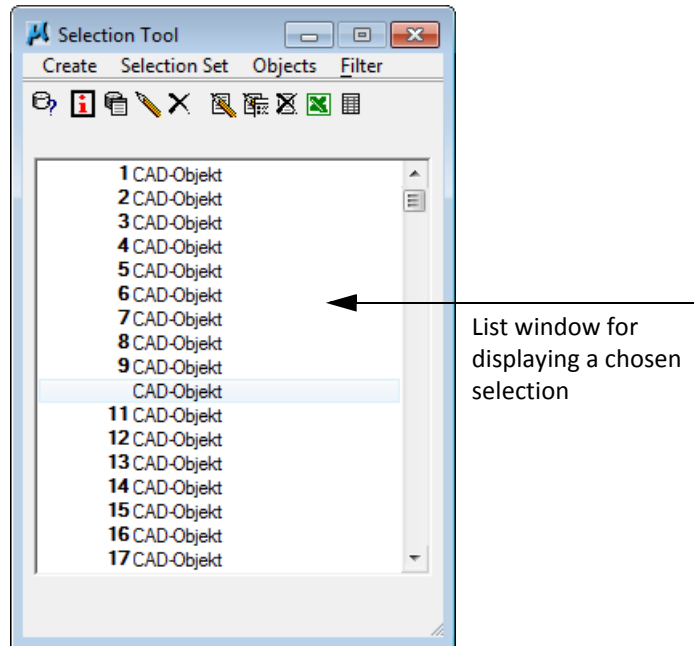 Selection Tool
Create Selection Set Objects Filter
1 CAD-Objekt
2 CAD-Objekt
3 CAD-Objekt
4 CAD-Objekt
5 CAD-Objekt
6 CAD-Objekt
7 CAD-Objekt
8 CAD-Objekt
9 CAD-Objekt
CAD-Objekt
11 CAD-Objekt
12 CAD-Objekt
13 CAD-Objekt
14 CAD-Objekt
15 CAD-Objekt
16 CAD-Objekt
17 CAD-Objekt
List window for
displaying a chosen
selection